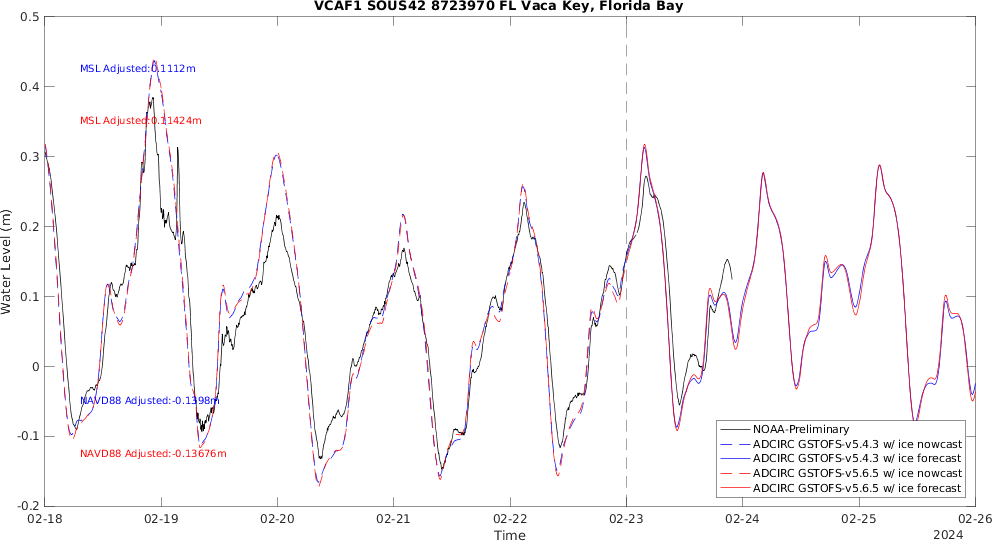 VCAF1 SOUS42 8723970 FL Vaca Key, Florida Bay
0.5
0.4
0.3
0.2
0.1
0
-0.1
-0.2
Water Level (m)
MSL Adjusted:0.1112m
MSL Adjusted:0.11424m
NAVD88 Adjusted:-0.1398m
NAVD88 Adjusted:-0.13676m
NOAA-Preliminary
ADCIRC GSTOFS-v5.4.3 w/ ice nowcast
ADCIRC GSTOFS-v5.4.3 w/ ice forecast
ADCIRC GSTOFS-v5.6.5 w/ ice nowcast
ADCIRC GSTOFS-v5.6.5 w/ ice forecast
02-18 02-19 02-20 02-21 02-22 02-23 02-24 02-25 02-26
Time
2024